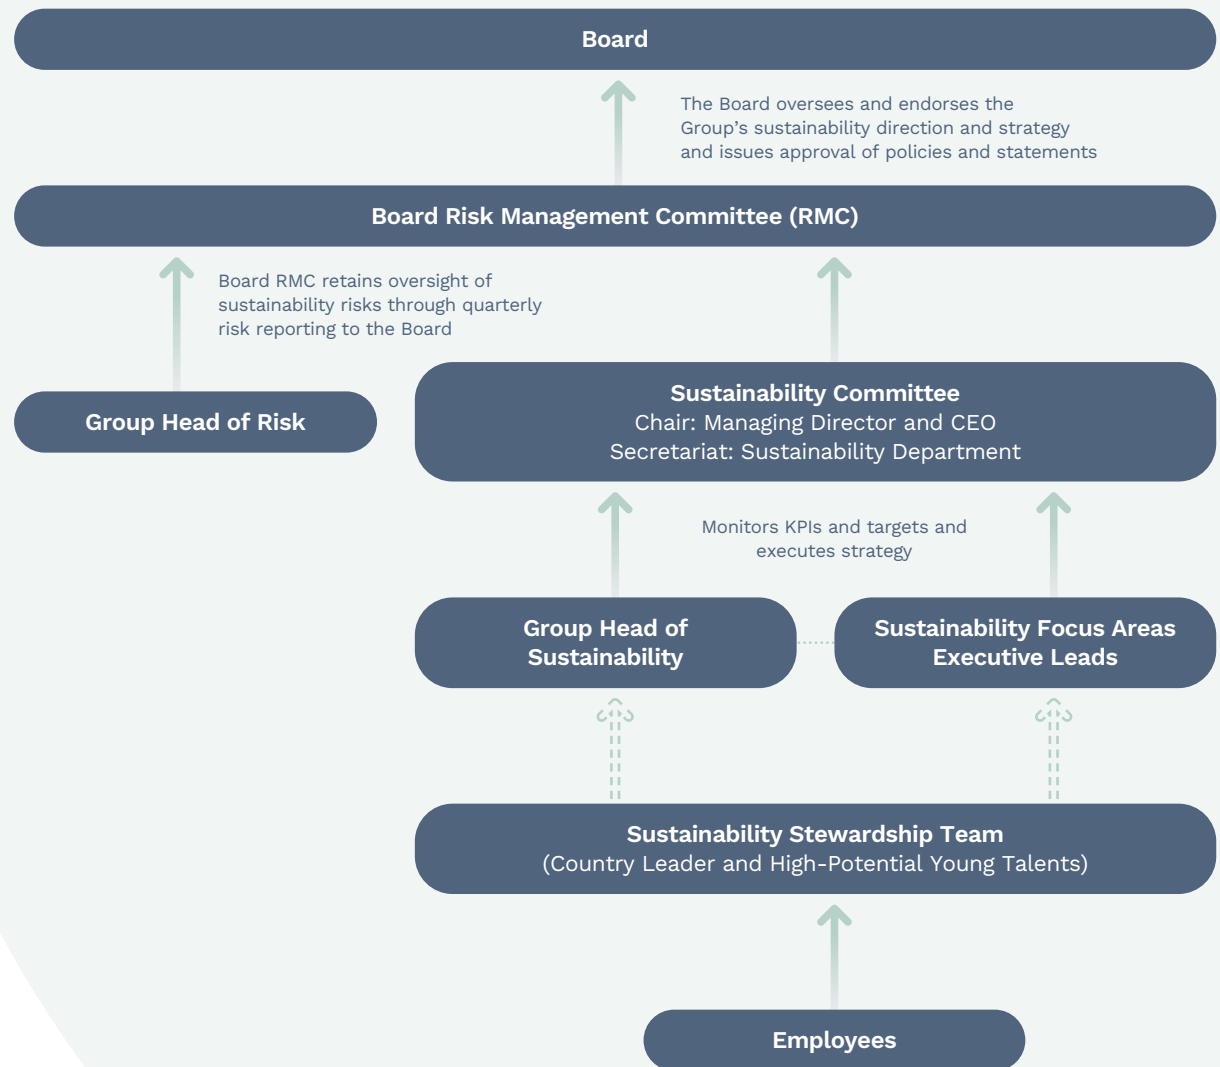 Board
The Board oversees and endorses the
Group’s sustainability direction and strategy
and issues approval of policies and statements
Board Risk Management Committee (RMC)
Board RMC retains oversight of
sustainability risks through quarterly
risk reporting to the Board
Group Head of Risk
Sustainability Committee
Chair: Managing Director and CEO
Secretariat: Sustainability Department
Monitors KPIs and targets and
executes strategy
Group Head of
Sustainability
Sustainability Focus Areas
Executive Leads
Sustainability Stewardship Team
(Country Leader and High-Potential Young Talents)
Employees